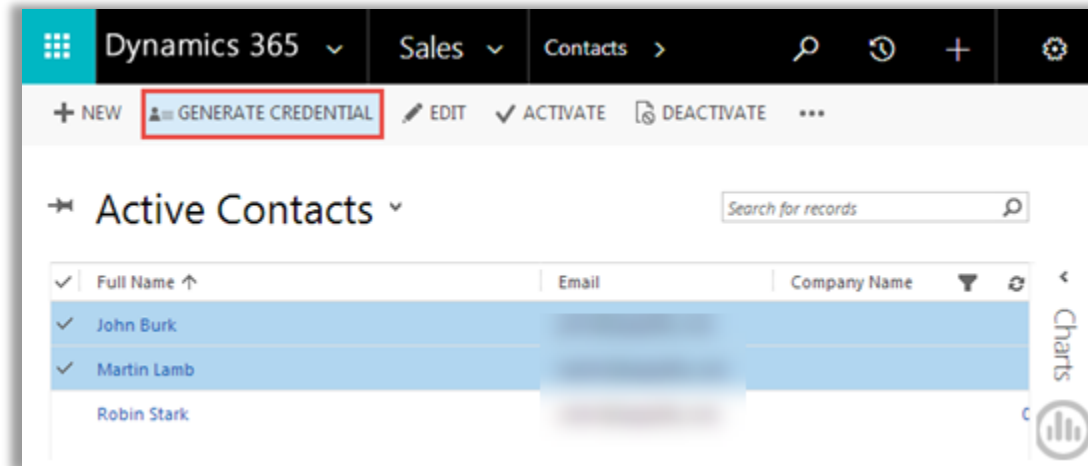 Dynamics 365 Sales Contacts
NEW GENERATE CREDENTIAL EDIT ACTIVATE DEACTIVATE •••
Active Contacts
Search for records
Full Name Email Company Name
John Burk
Martin Lamb
Robin Stark
Charts